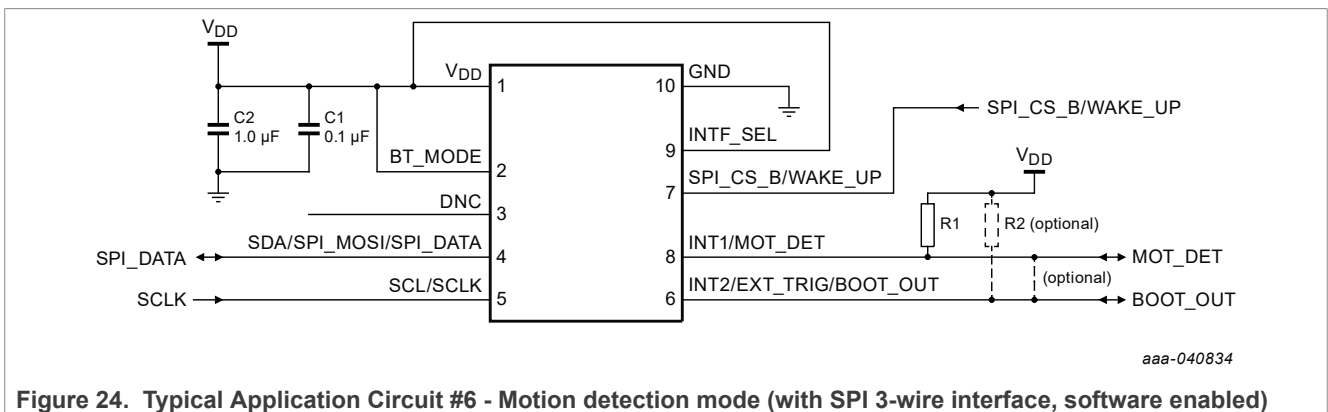 VDD
VDD
1
10
GND
C2
1.0 µF
C1
0.1 µF
SPI_CS_B/WAKE_UP
INTF_SEL
9
BT_MODE
2
VDD
SPI_CS_B/WAKE_UP
7
DNC
3
R1
R2 (optional)
SPI_DATA
SDA/SPI_MOSI/SPI_DATA
4
INT1/MOT_DET
8
MOT_DET
(optional)
SCLK
SCL/SCLK
5
INT2/EXT_TRIG/BOOT_OUT
6
BOOT_OUT
aaa-040834
Figure 24. Typical Application Circuit #6 - Motion detection mode (with SPI 3-wire interface, software enabled)